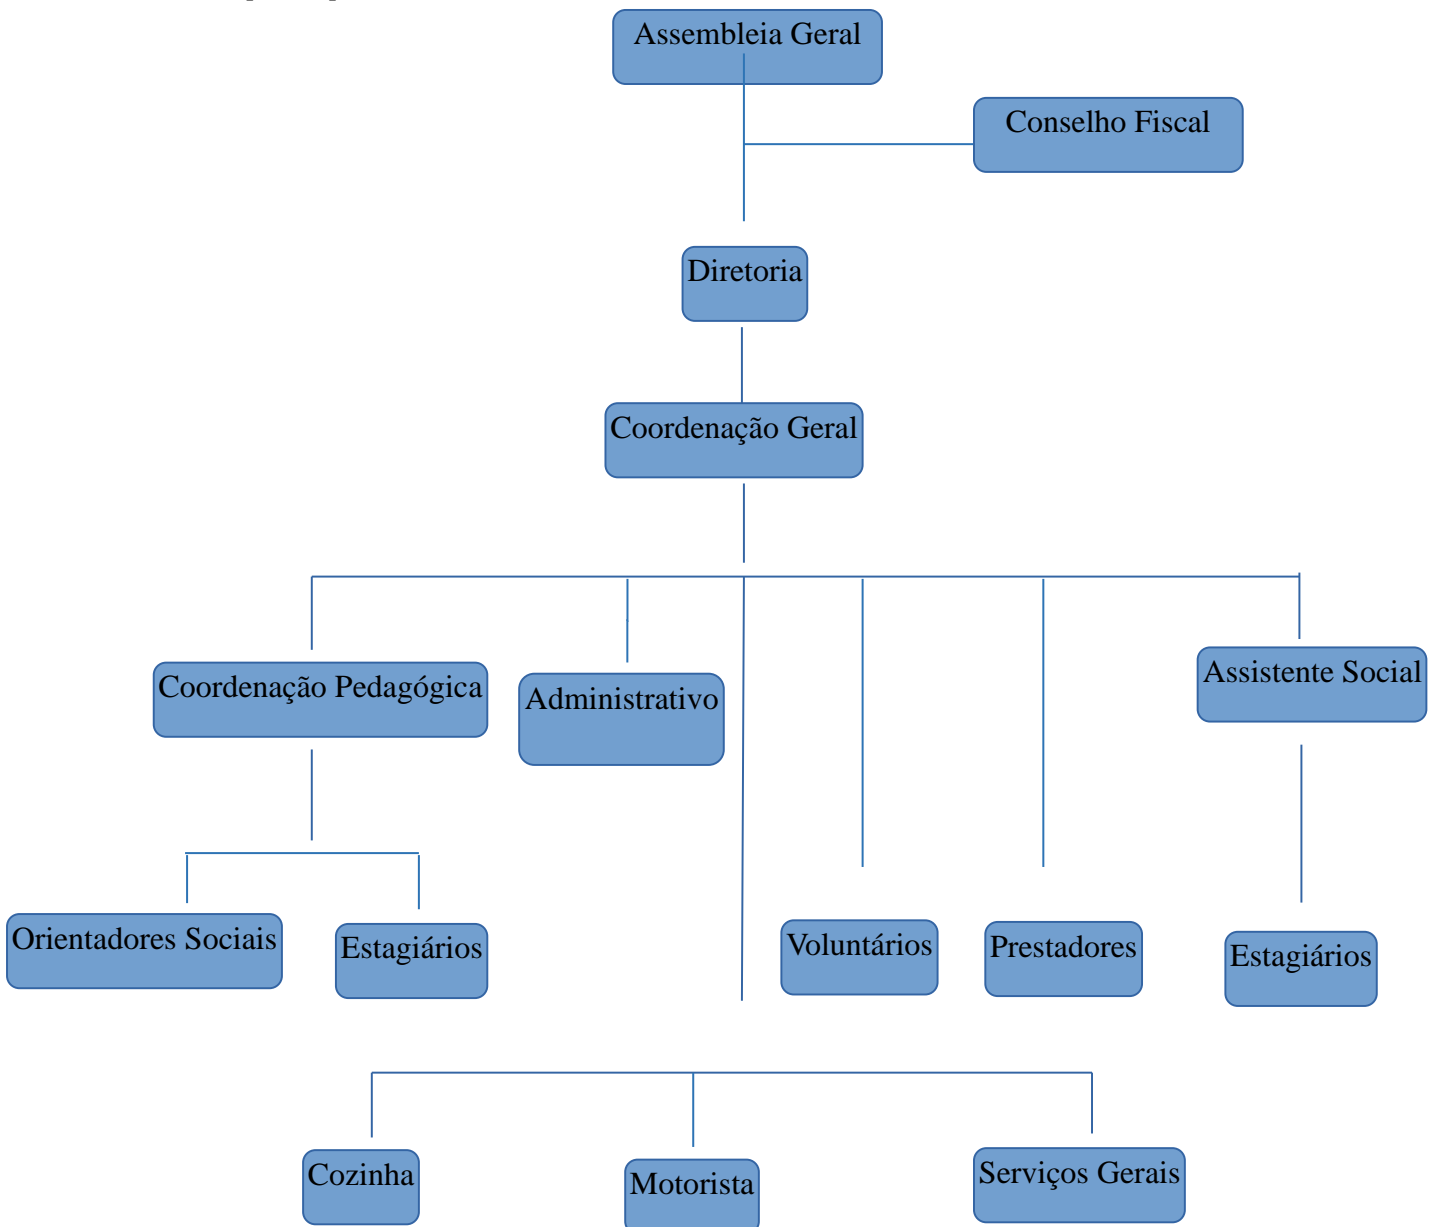 Assembleia Geral
Conselho Fiscal
Diretoria
Coordenação Geral
Coordenação Pedagógica
Administrativo
Assistente Social
Orientadores Sociais
Estagiários
Voluntários
Prestadores
Estagiários
Cozinha
Motorista
Serviços Gerais